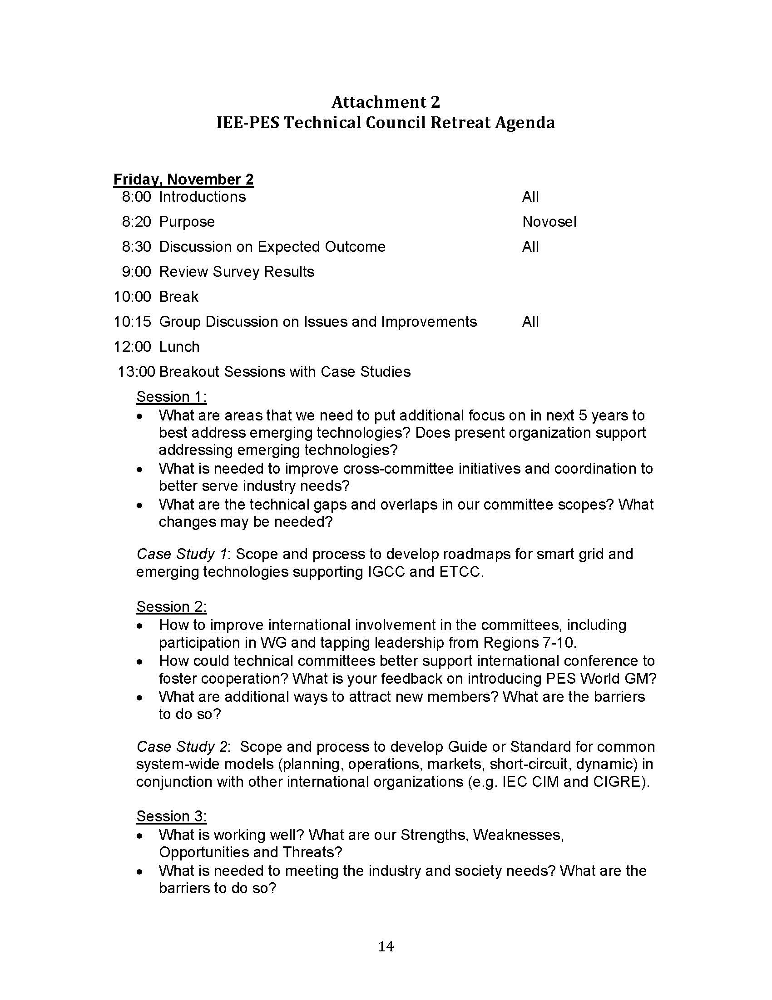 Attachment 2
IEE-PES Technical Council Retreat Agenda
Friday, November 2
8:00 Introductions All
8:20 Purpose Novosel
8:30 Discussion on Expected Outcome All
9:00 Review Survey Results
10:00 Break
10:15 Group Discussion on Issues and Improvements All
12:00 Lunch
13:00 Breakout Sessions with Case Studies
Session 1:
• What are areas that we need to put additional focus on in next 5 years to
best address emerging technologies? Does present organization support
addressing emerging technologies?
• What is needed to improve cross-committee initiatives and coordination to
better serve industry needs?
• What are the technical gaps and overlaps in our committee scopes? What
changes may be needed?
Case Study 1: Scope and process to develop roadmaps for smart grid and
emerging technologies supporting IGCC and ETCC.
Session 2:
• How to improve international involvement in the committees, including
participation in WG and tapping leadership from Regions 7-10.
• How could technical committees better support international conference to
foster cooperation? What is your feedback on introducing PES World GM?
• What are additional ways to attract new members? What are the barriers
to do so?
Case Study 2: Scope and process to develop Guide or Standard for common
system-wide models (planning, operations, markets, short-circuit, dynamic) in
conjunction with other international organizations (e.g. IEC CIM and CIGRE).
Session 3:
• What is working well? What are our Strengths, Weaknesses,
Opportunities and Threats?
• What is needed to meeting the industry and society needs? What are the
barriers to do so?
14